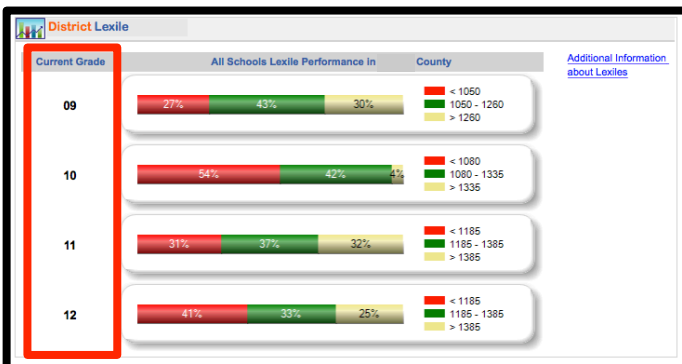 District Lexile
Current Grade All Schools Lexile Performance in County
Additional Information
about Lexiles
09 27% 43% 30%
< 1050
1050 - 1260
> 1260
10 54% 42% 4%
< 1080
1080 - 1335
> 1335
11 31% 37% 32%
< 1185
1185 - 1385
> 1385
12 41% 33% 25%
< 1185
1185 - 1385
> 1385